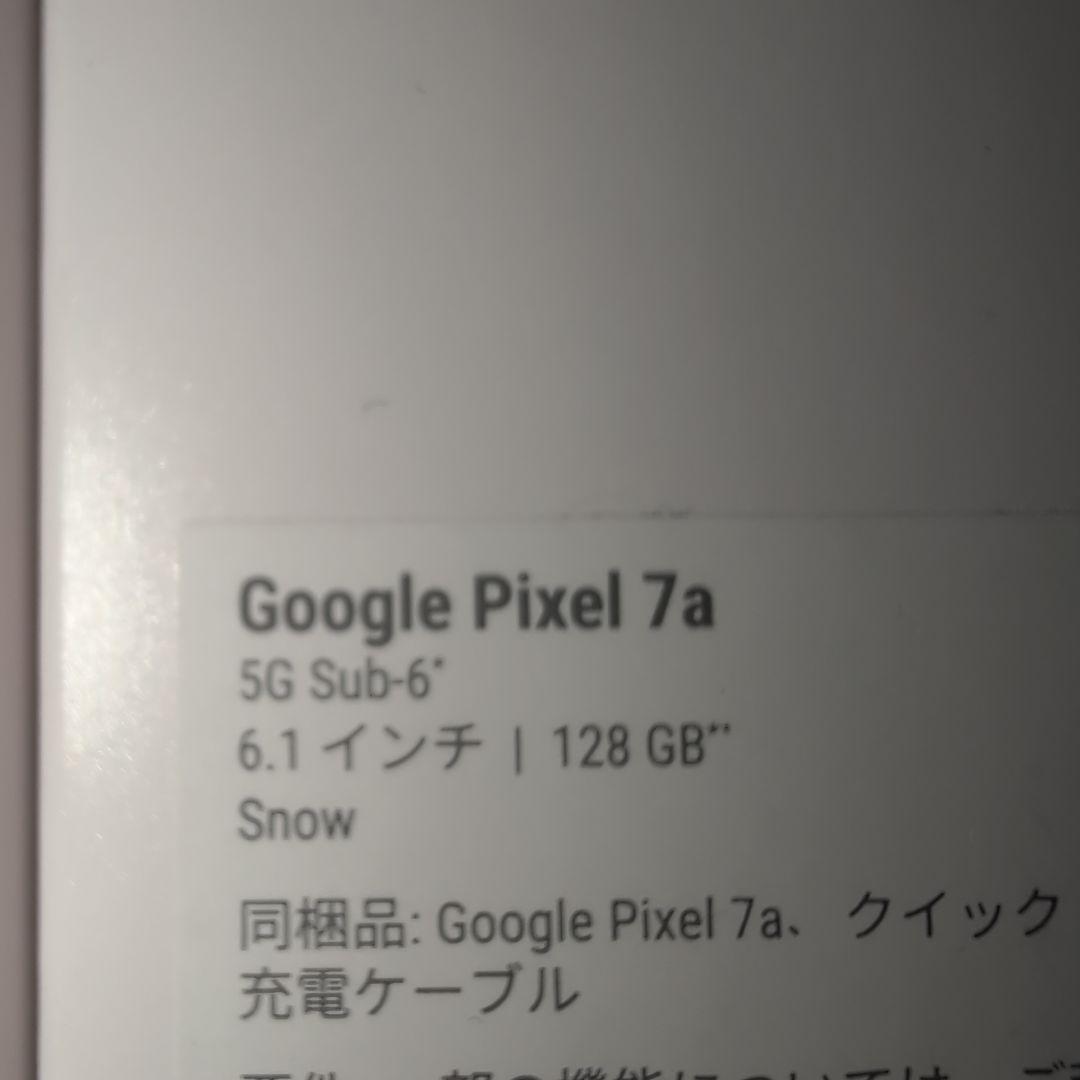 Google Pixel 7a
5G Sub-6*
6.1 インチ | 128 GB**
Snow
同梱品: Google Pixel 7a、 クイック
充電ケーブル